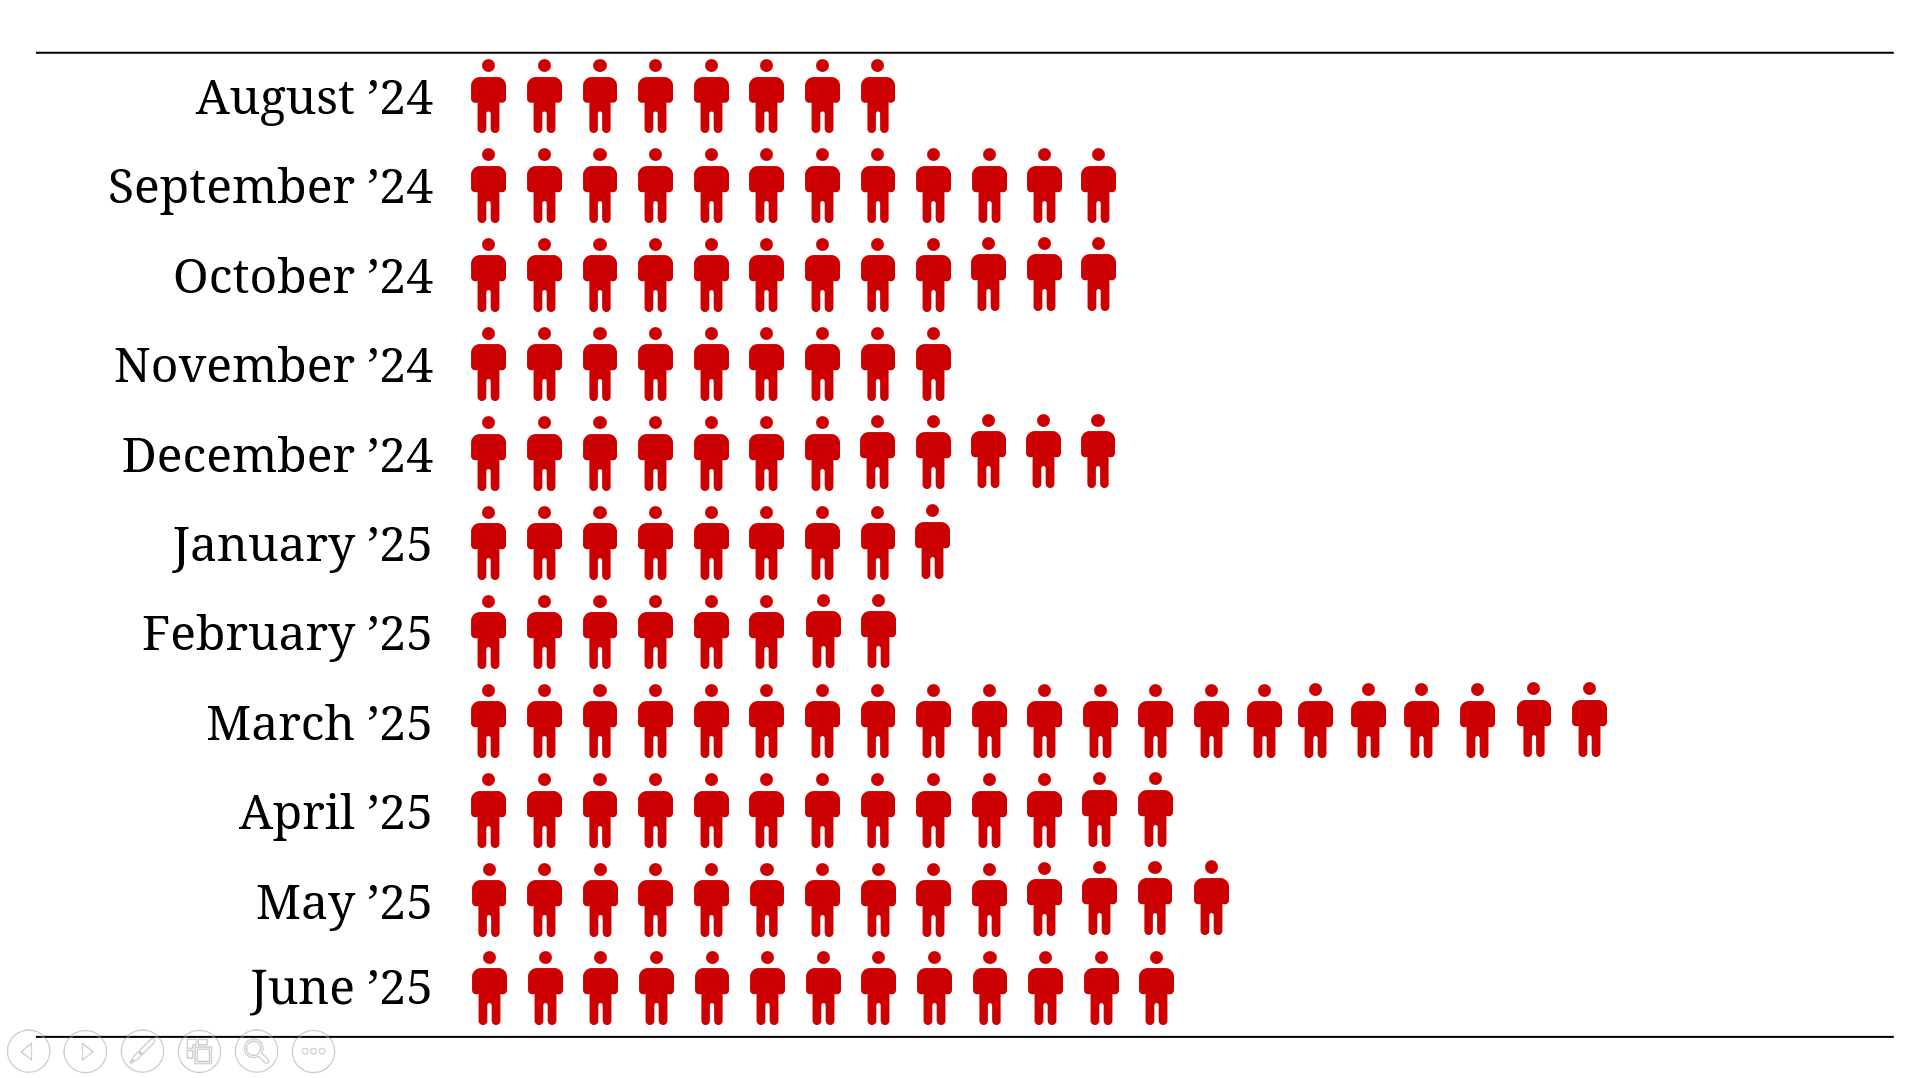 August ’24
September ’24
October ’24
November ’24
December ’24
January ’25
February ’25
March ’25
April ’25
May ’25
June ’25